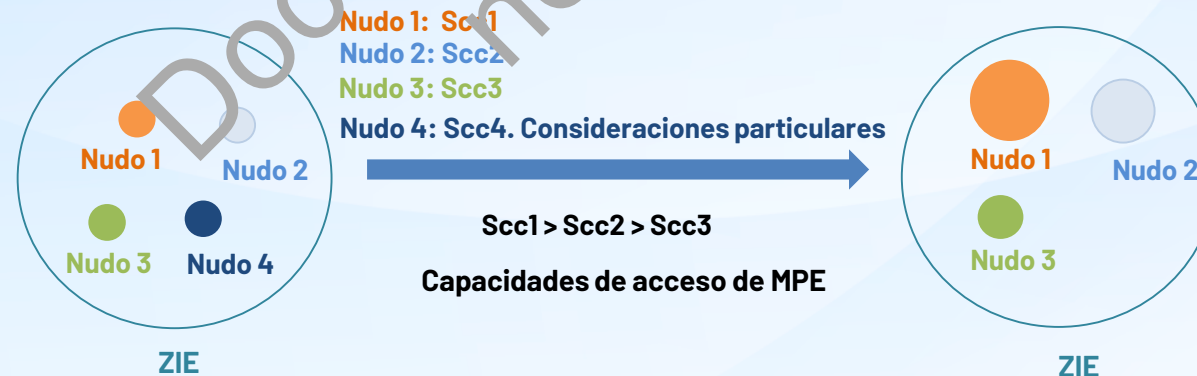 Nudo 1: Scc1
Nudo 2: Scc2
Nudo 3: Scc3
Nudo 4: Scc4. Consideraciones particulares
Nudo 1
Nudo 2
Nudo 3
Nudo 4
ZIE
Scc1 > Scc2 > Scc3
Capacidades de acceso de MPE
Nudo 1
Nudo 2
Nudo 3
ZIE